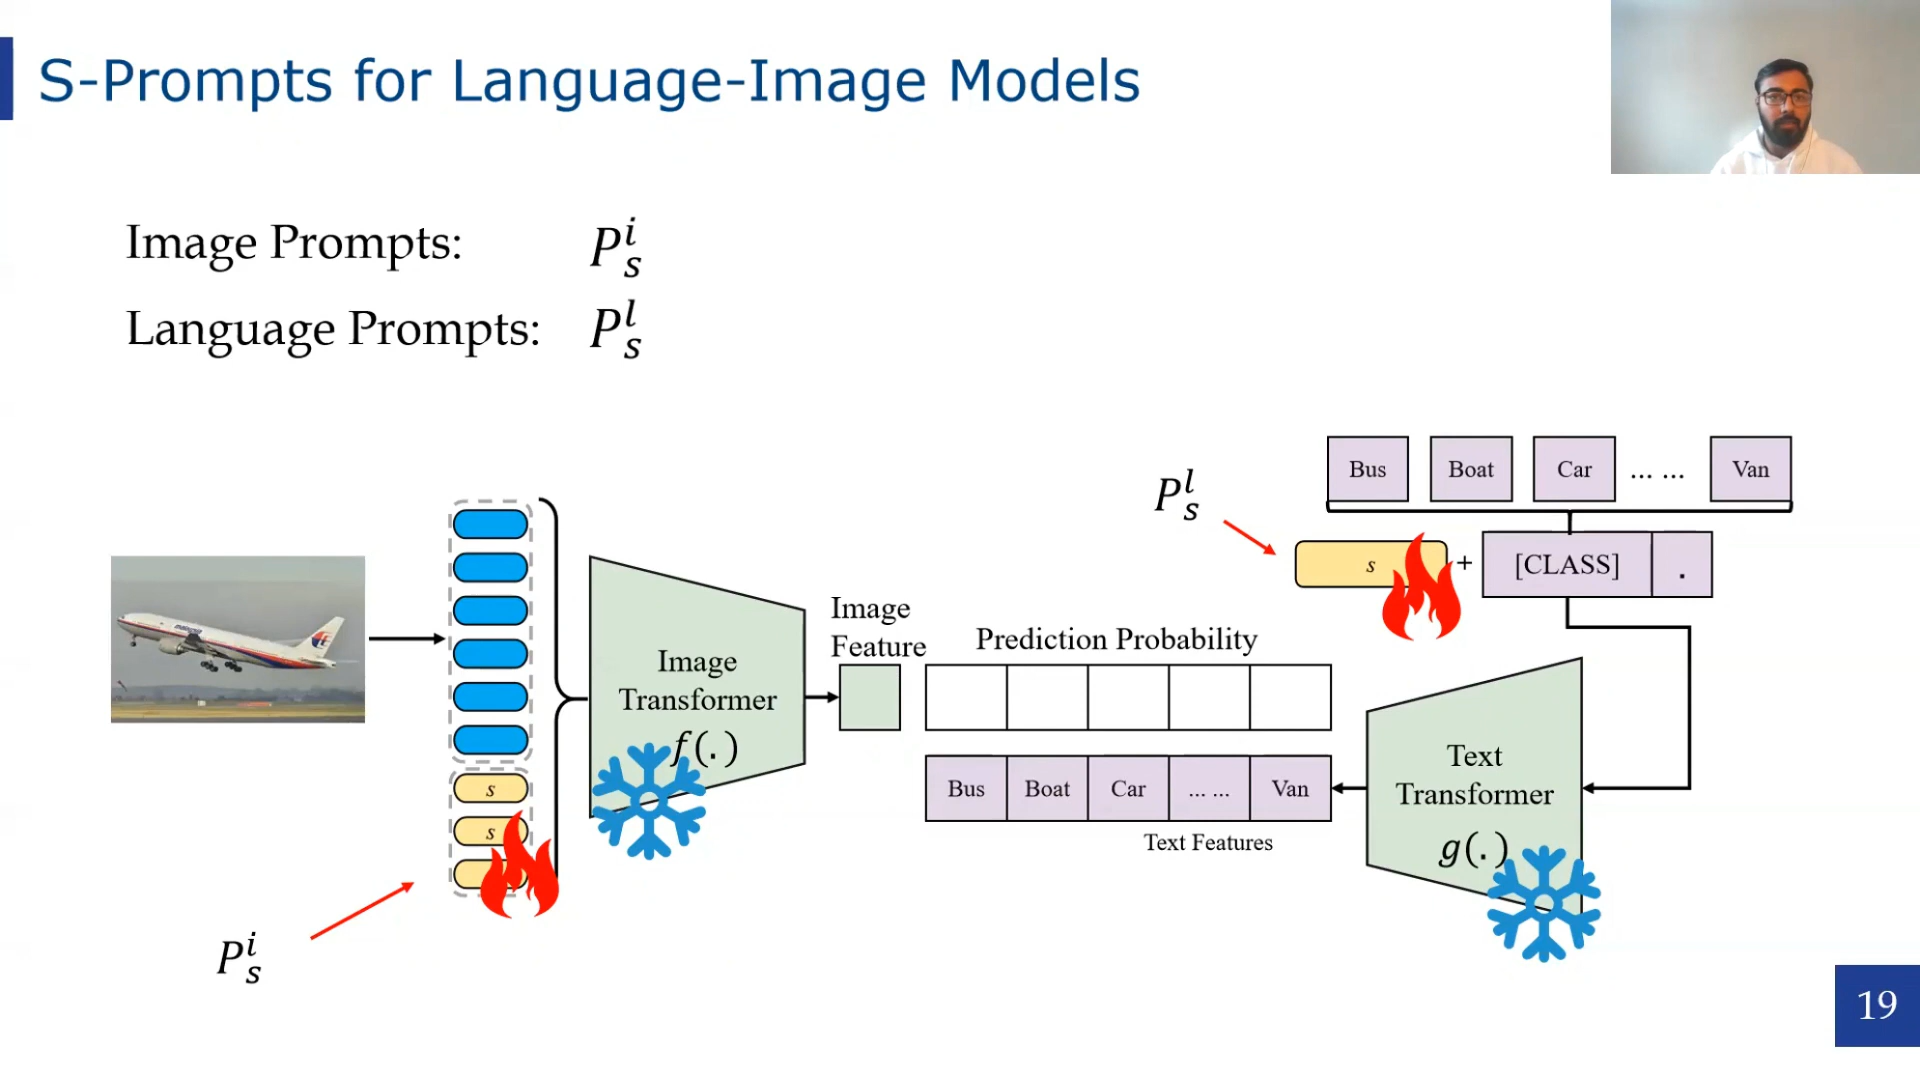 S-Prompts for Language-Image Models
Image Prompts: P_s^i
Language Prompts: P_s^l
Bus Boat Car ... ... Van
P_s^l
s + [CLASS] .
Image
Feature
Prediction Probability
Image
Transformer
f(.)
s
s
Bus Boat Car ... ... Van
Text Features
Text
Transformer
g(.)
P_s^i
19